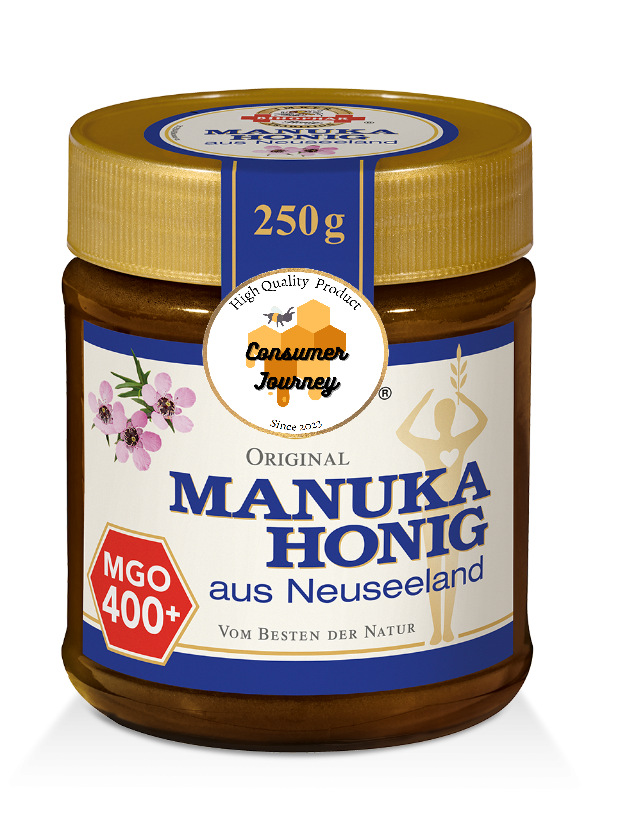 MANUKA
HONIG
aus Neuseeland
®
250 g
High Quality Product
Consumer
Journey
Since 2023
®
ORIGINAL
MANUKA
HONIG
aus Neuseeland
VOM BESTEN DER NATUR
MGO
400+